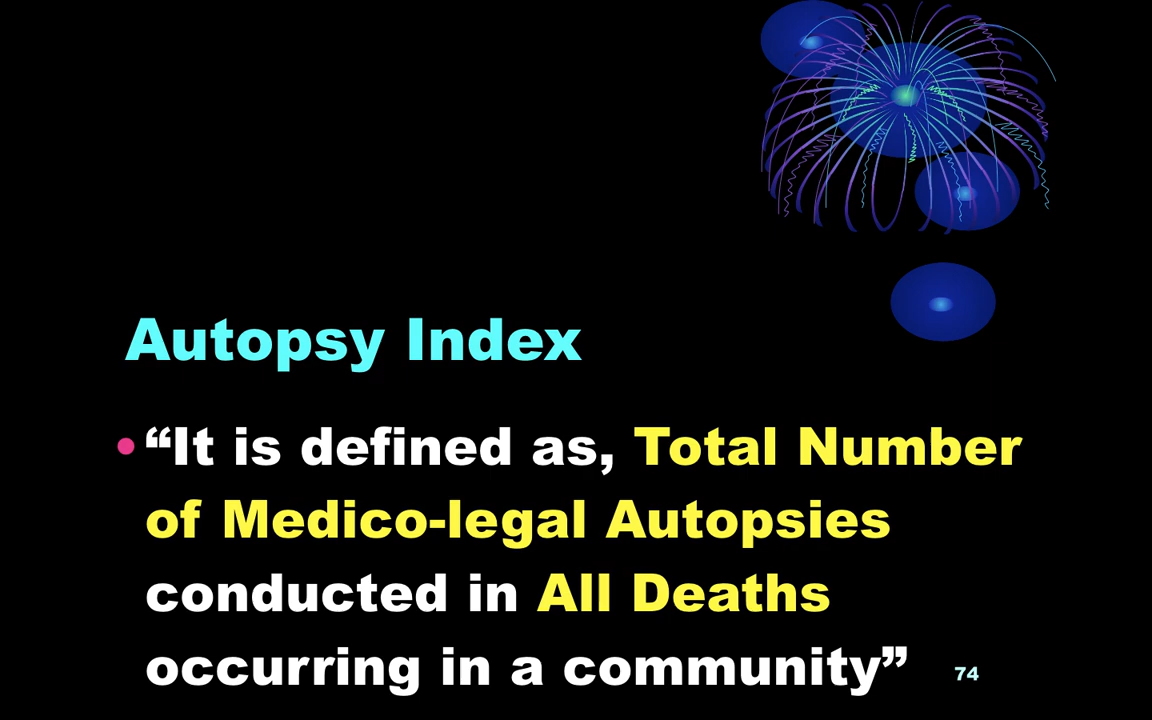 Autopsy Index
• “It is defined as, Total Number
of Medico-legal Autopsies
conducted in All Deaths
occurring in a community”
74